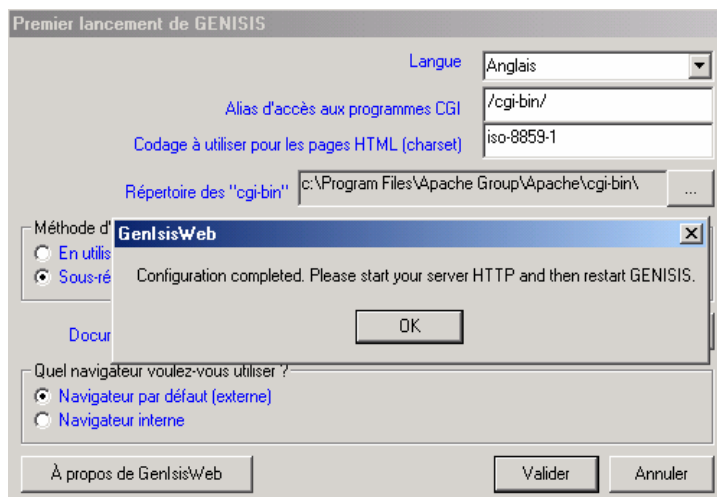 Premier lancement de GENISIS
Langue
Anglais
Alias d'accès aux programmes CGI
/cgi-bin/
Codage à utiliser pour les pages HTML (charset)
iso-8859-1
Répertoire des "cgi-bin"
c:\Program Files\Apache Group\Apache\cgi-bin\
...
Méthode d'
GenIsisWeb
En utilis
Sous-ré
Configuration completed. Please start your server HTTP and then restart GENISIS.
OK
Docum
Quel navigateur voulez-vous utiliser ?
Navigateur par défaut (externe)
Navigateur interne
À propos de GenIsisWeb
Valider
Annuler